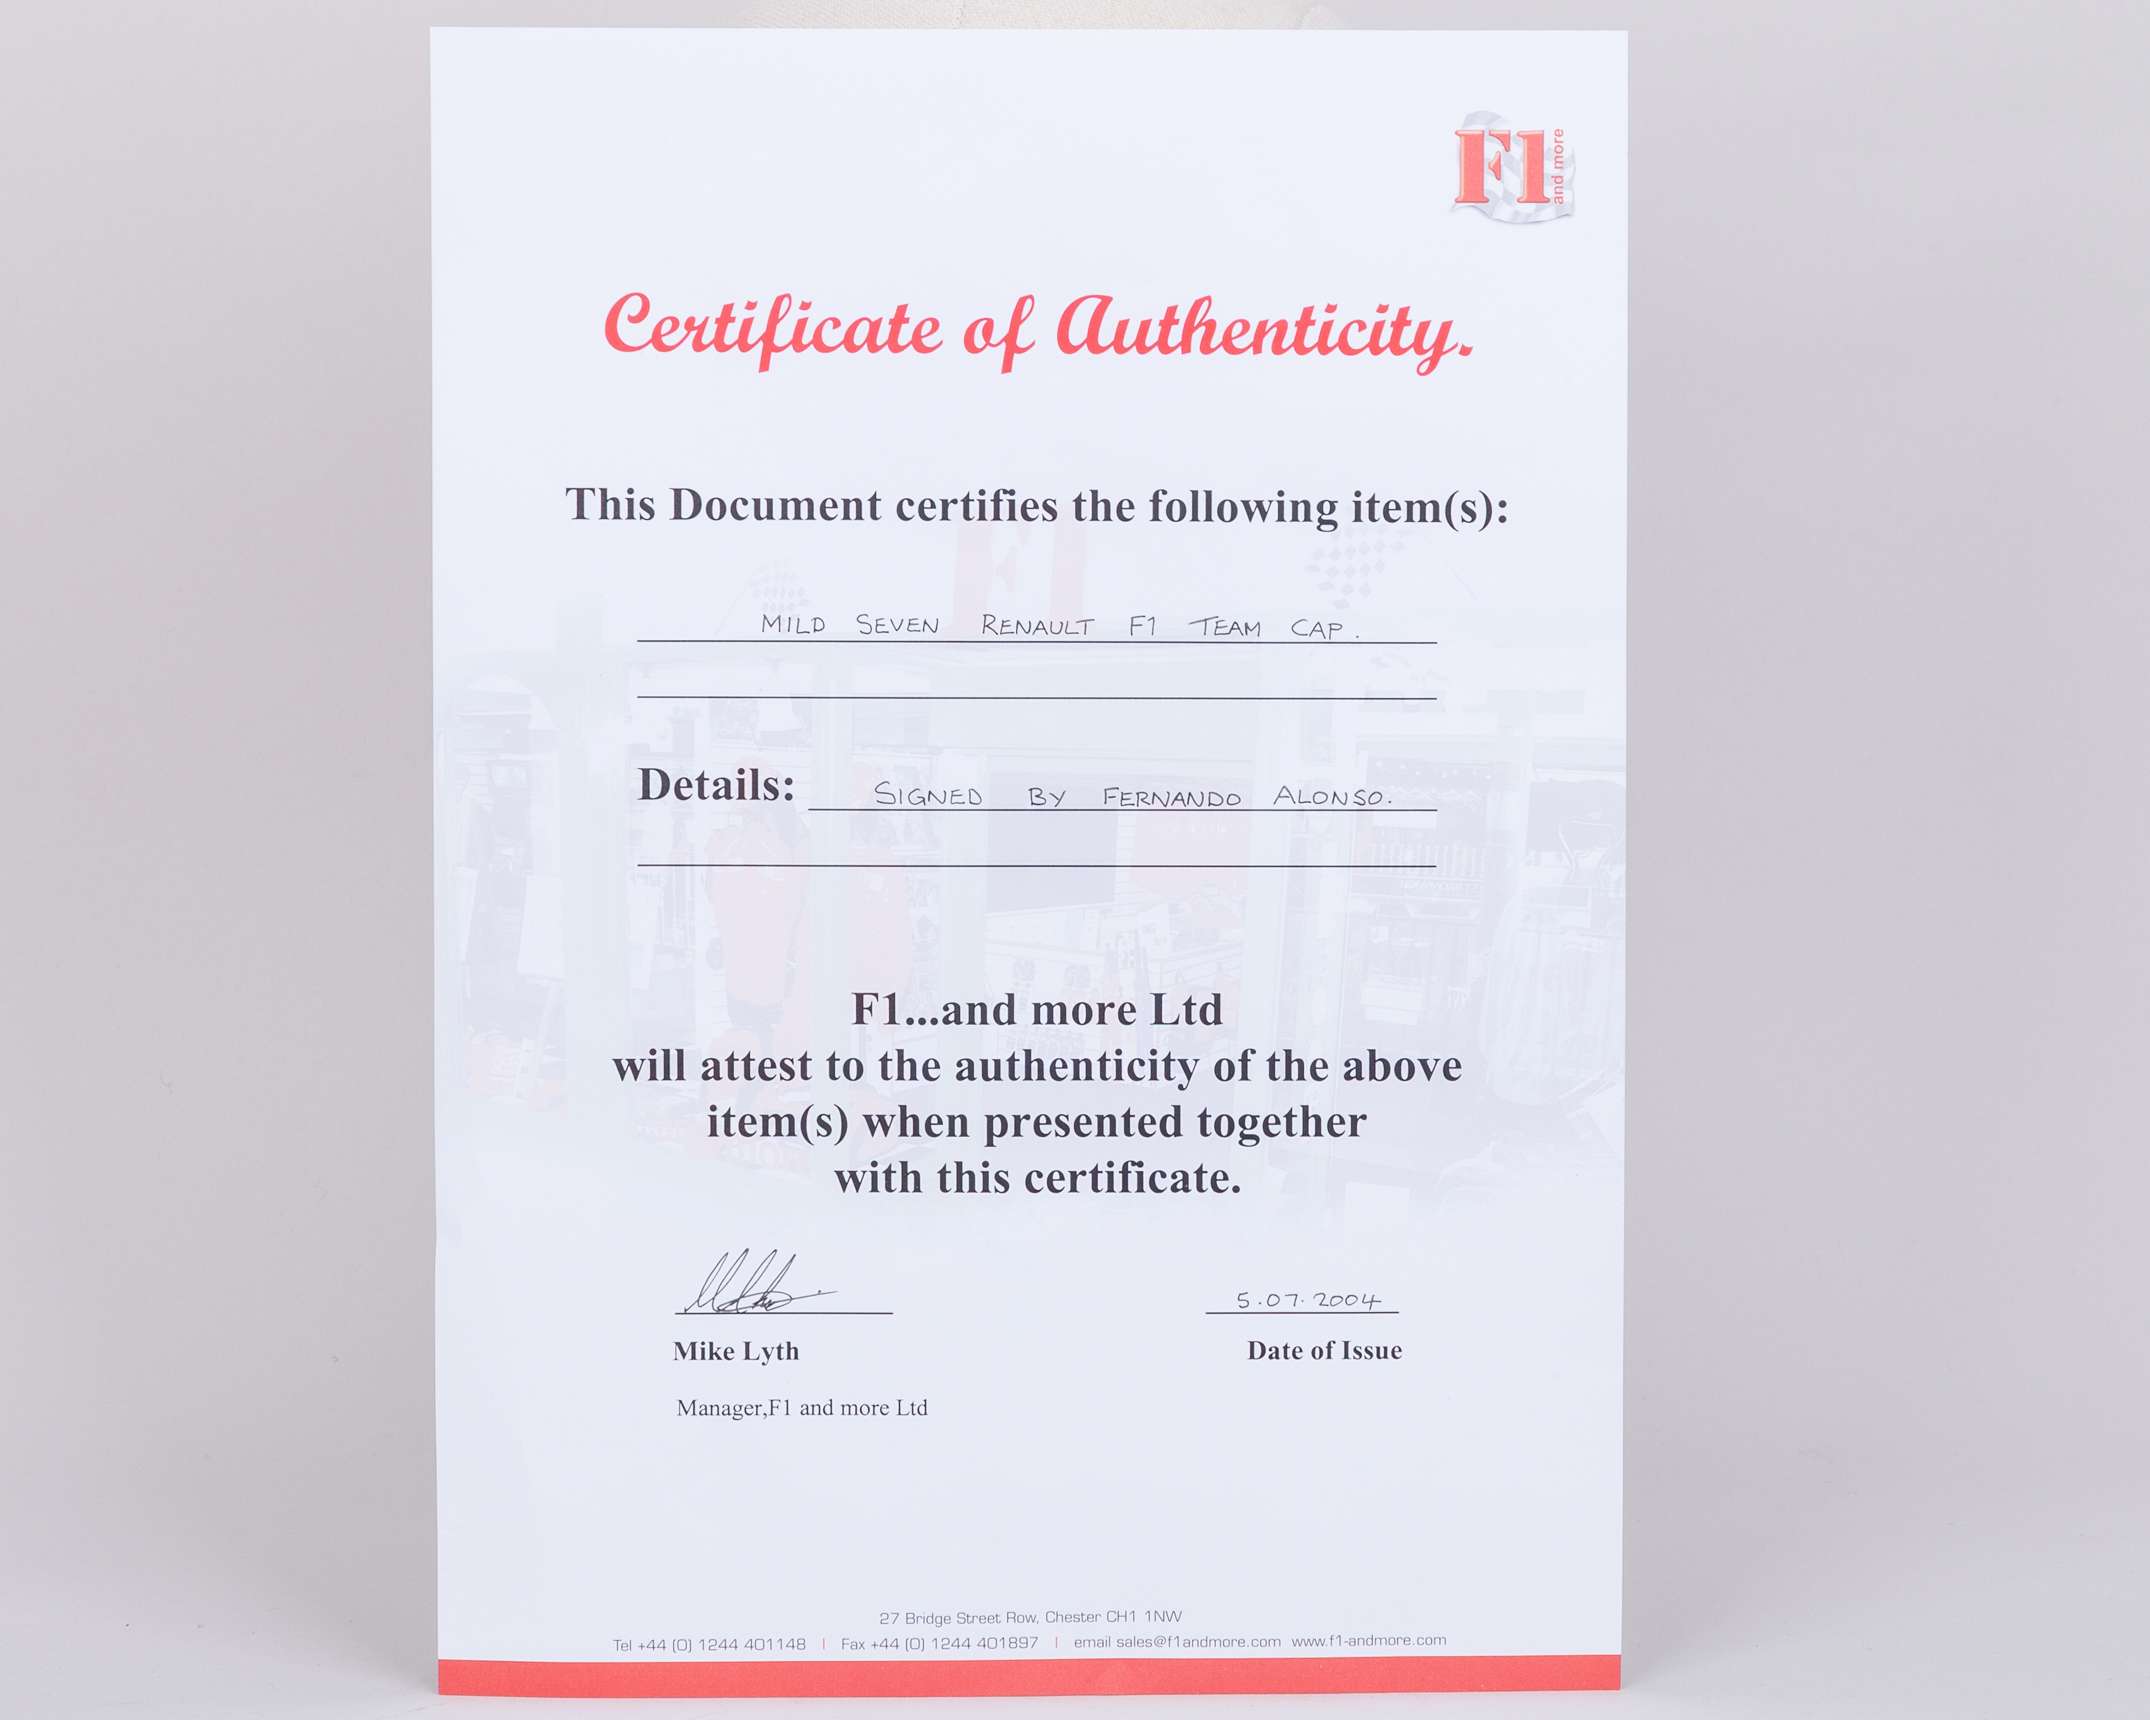 F1
and more
Certificate of Authenticity.
This Document certifies the following item(s):
MILD SEVEN RENAULT F1 TEAM CAP.
Details: SIGNED BY FERNANDO ALONSO.
F1...and more Ltd
will attest to the authenticity of the above
item(s) when presented together
with this certificate.
5.07.2004
Mike Lyth
Date of Issue
Manager,F1 and more Ltd
27 Bridge Street Row, Chester CH1 1NW
Tel +44 (0) 1244 401148 | Fax +44 (0) 1244 401897 | email sales@f1andmore.com www.f1-andmore.com